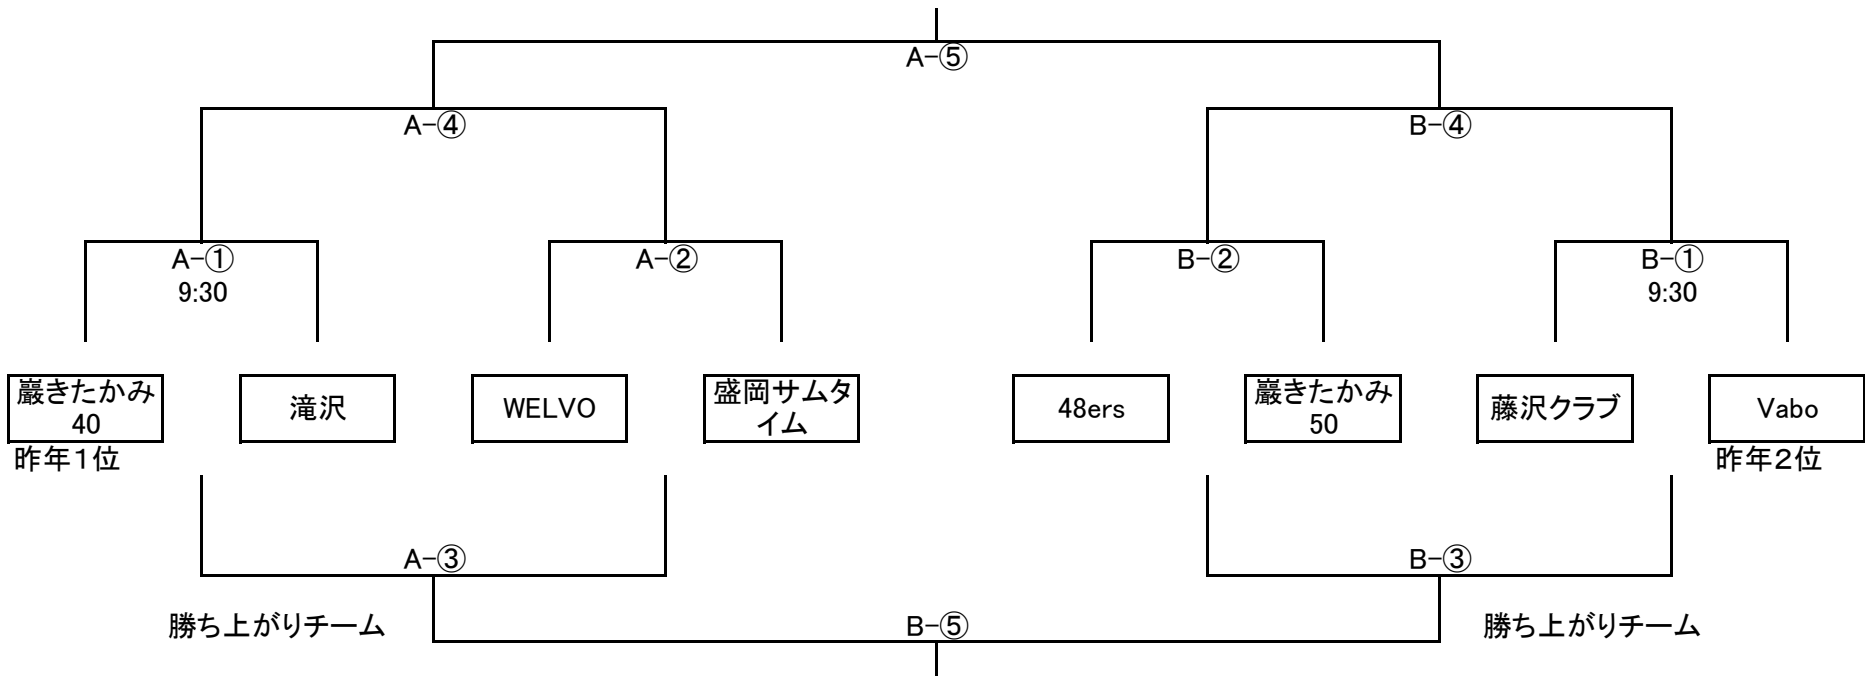 A-⑤
A-④
B-④
A-①
9:30
A-②
B-②
B-①
9:30
巖きたかみ
40
滝沢
WELVO
盛岡サムタ
イム
48ers
巖きたかみ
50
藤沢クラブ
Vabo
昨年1位
昨年2位
A-③
B-③
勝ち上がりチーム
B-⑤
勝ち上がりチーム